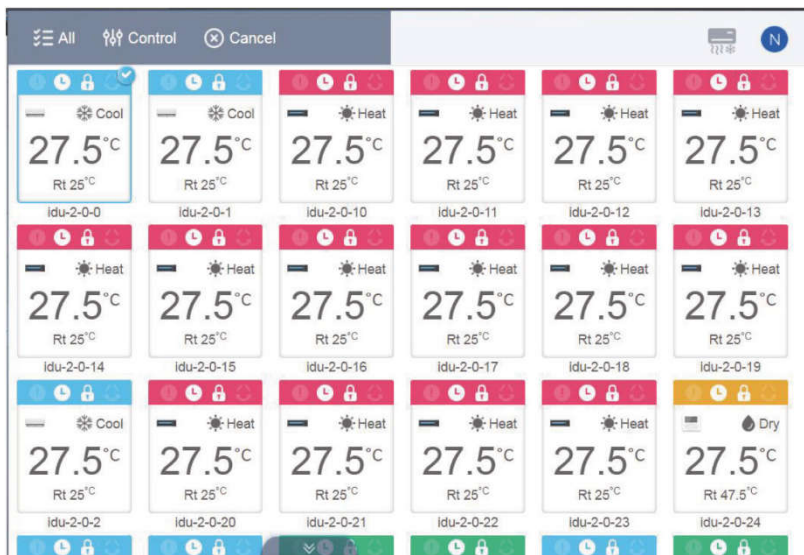 All Control Cancel N
Cool Cool Heat Heat Heat Heat
27.5°C 27.5°C 27.5°C 27.5°C 27.5°C 27.5°C
Rt 25°C Rt 25°C Rt 25°C Rt 25°C Rt 25°C Rt 25°C
idu-2-0-0 idu-2-0-1 idu-2-0-10 idu-2-0-11 idu-2-0-12 idu-2-0-13
Heat Heat Heat Heat Heat Heat
27.5°C 27.5°C 27.5°C 27.5°C 27.5°C 27.5°C
Rt 25°C Rt 25°C Rt 25°C Rt 25°C Rt 25°C Rt 25°C
idu-2-0-14 idu-2-0-15 idu-2-0-16 idu-2-0-17 idu-2-0-18 idu-2-0-19
Cool Heat Heat Heat Heat Dry
27.5°C 27.5°C 27.5°C 27.5°C 27.5°C 27.5°C
Rt 25°C Rt 25°C Rt 25°C Rt 25°C Rt 25°C Rt 47.5°C
idu-2-0-2 idu-2-0-20 idu-2-0-21 idu-2-0-22 idu-2-0-23 idu-2-0-24